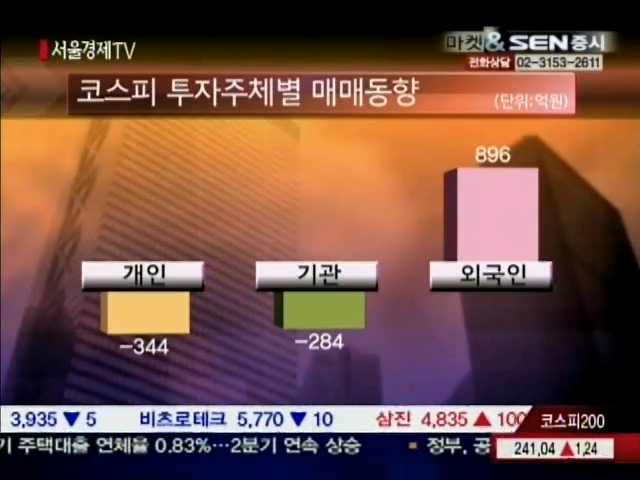 서울경제TV
마켓&SEN증시
전화상담 02-3153-2611
코스피 투자주체별 매매동향 (단위:억원)
896
개인 기관 외국인
-344 -284
3,935 ▼ 5 비츠로테크 5,770 ▼ 10 삼진 4,835 ▲ 100 코스피200
기 주택대출 연체율 0.83%…2분기 연속 상승 ▪ 정부, 공 241.04 ▲1.24